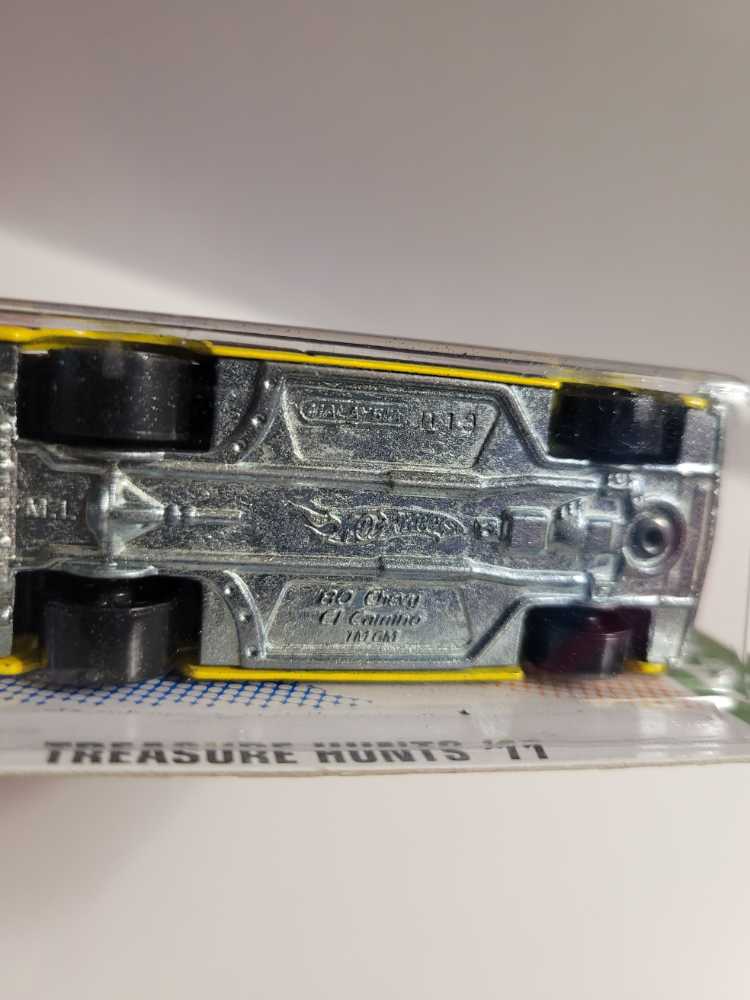 MALAYSIA
M.I.
Hot Wheels
'80 Chevy
El Camino
TM GM
TREASURE HUNTS '11